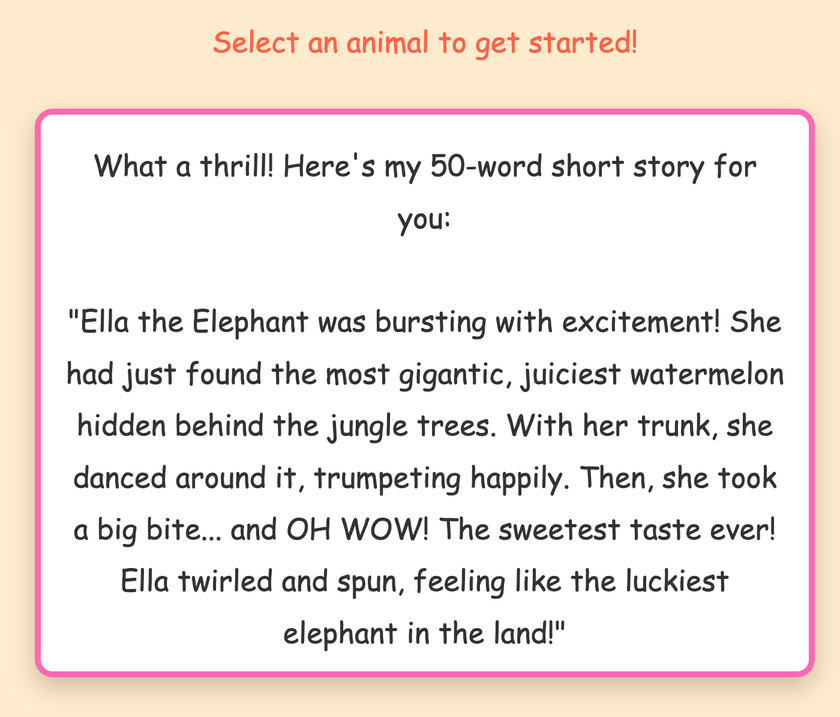 Select an animal to get started!
What a thrill! Here's my 50-word short story for
you:
"Ella the Elephant was bursting with excitement! She
had just found the most gigantic, juiciest watermelon
hidden behind the jungle trees. With her trunk, she
danced around it, trumpeting happily. Then, she took
a big bite... and OH WOW! The sweetest taste ever!
Ella twirled and spun, feeling like the luckiest
elephant in the land!"